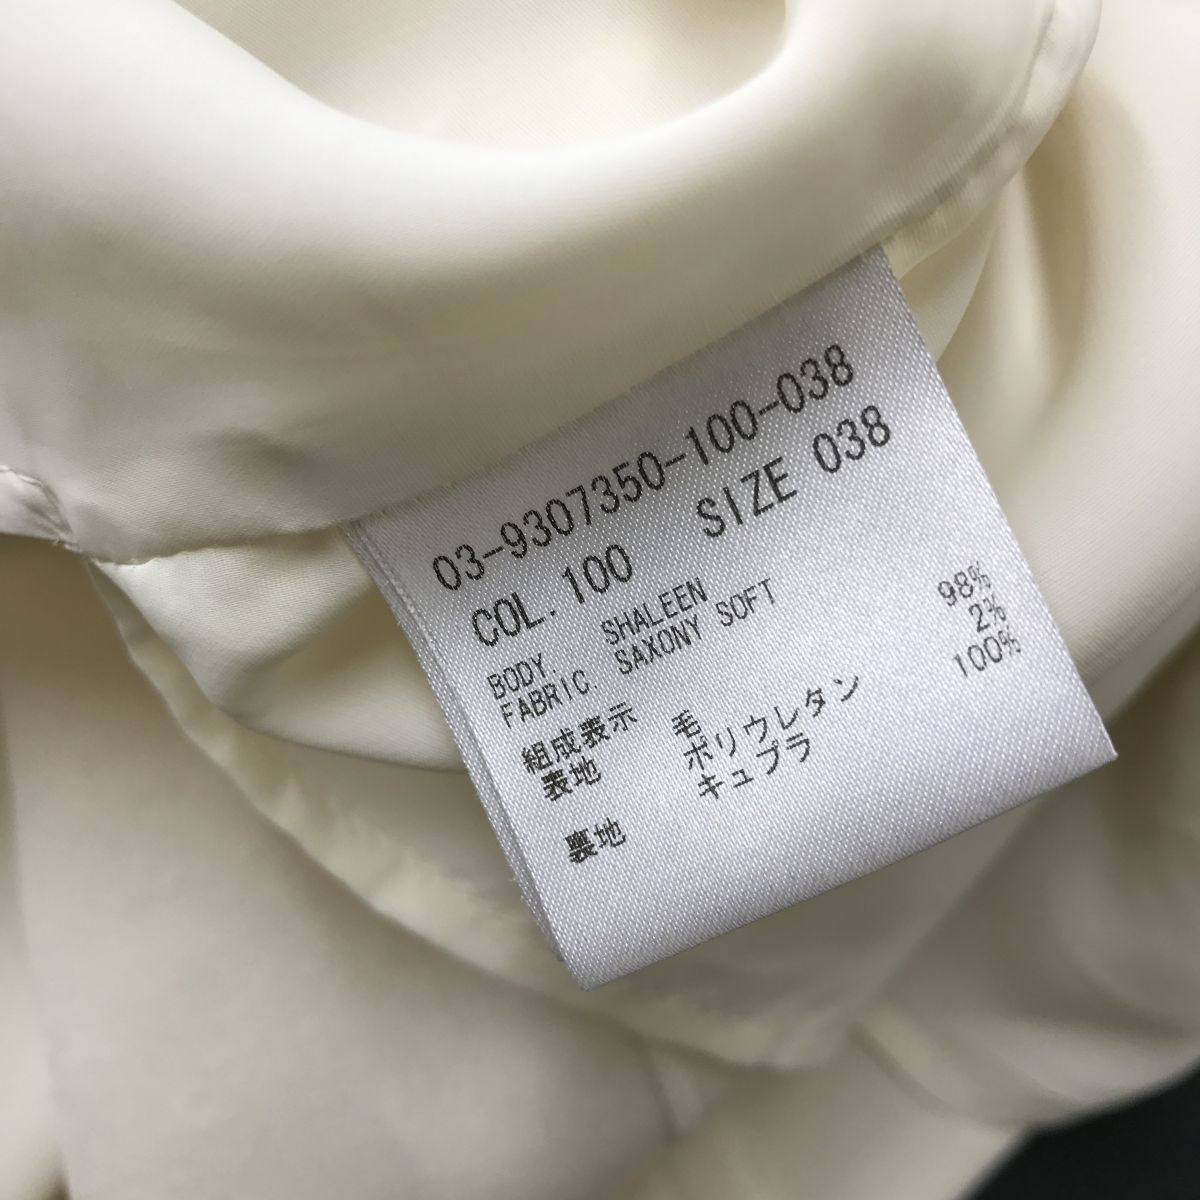 03-9307350-100-038
COL. 100 SIZE 038
BODY. SHALEEN
FABRIC. SAXONY SOFT
組成表示
表地 毛 98%
ポリウレタン 2%
裏地 キュプラ 100%